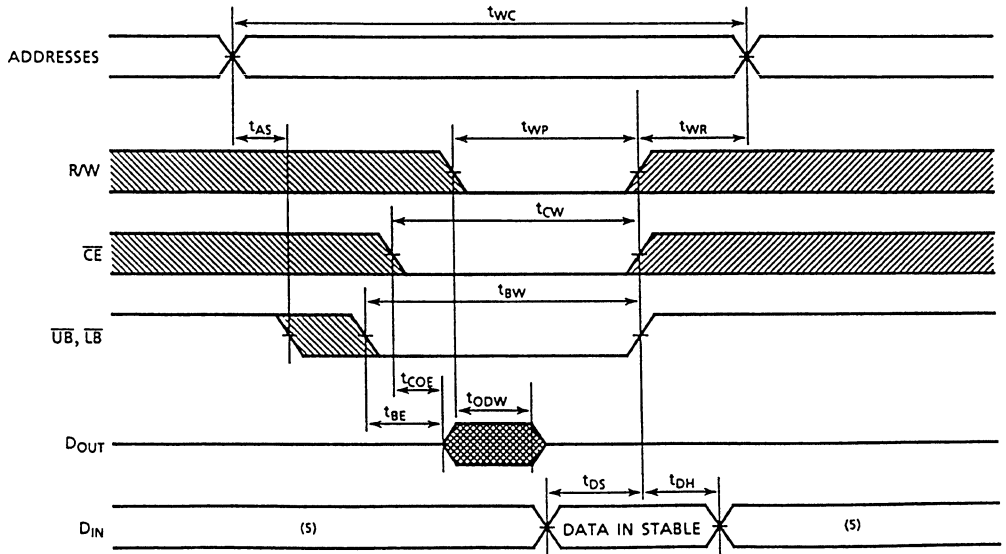 tWC
ADDRESSES
tAS
tWP
tWR
R/W
tCW
CE
tBW
UB, LB
tCOE
tODW
tBE
DOUT
tDS
tDH
DIN
(5)
DATA IN STABLE
(5)